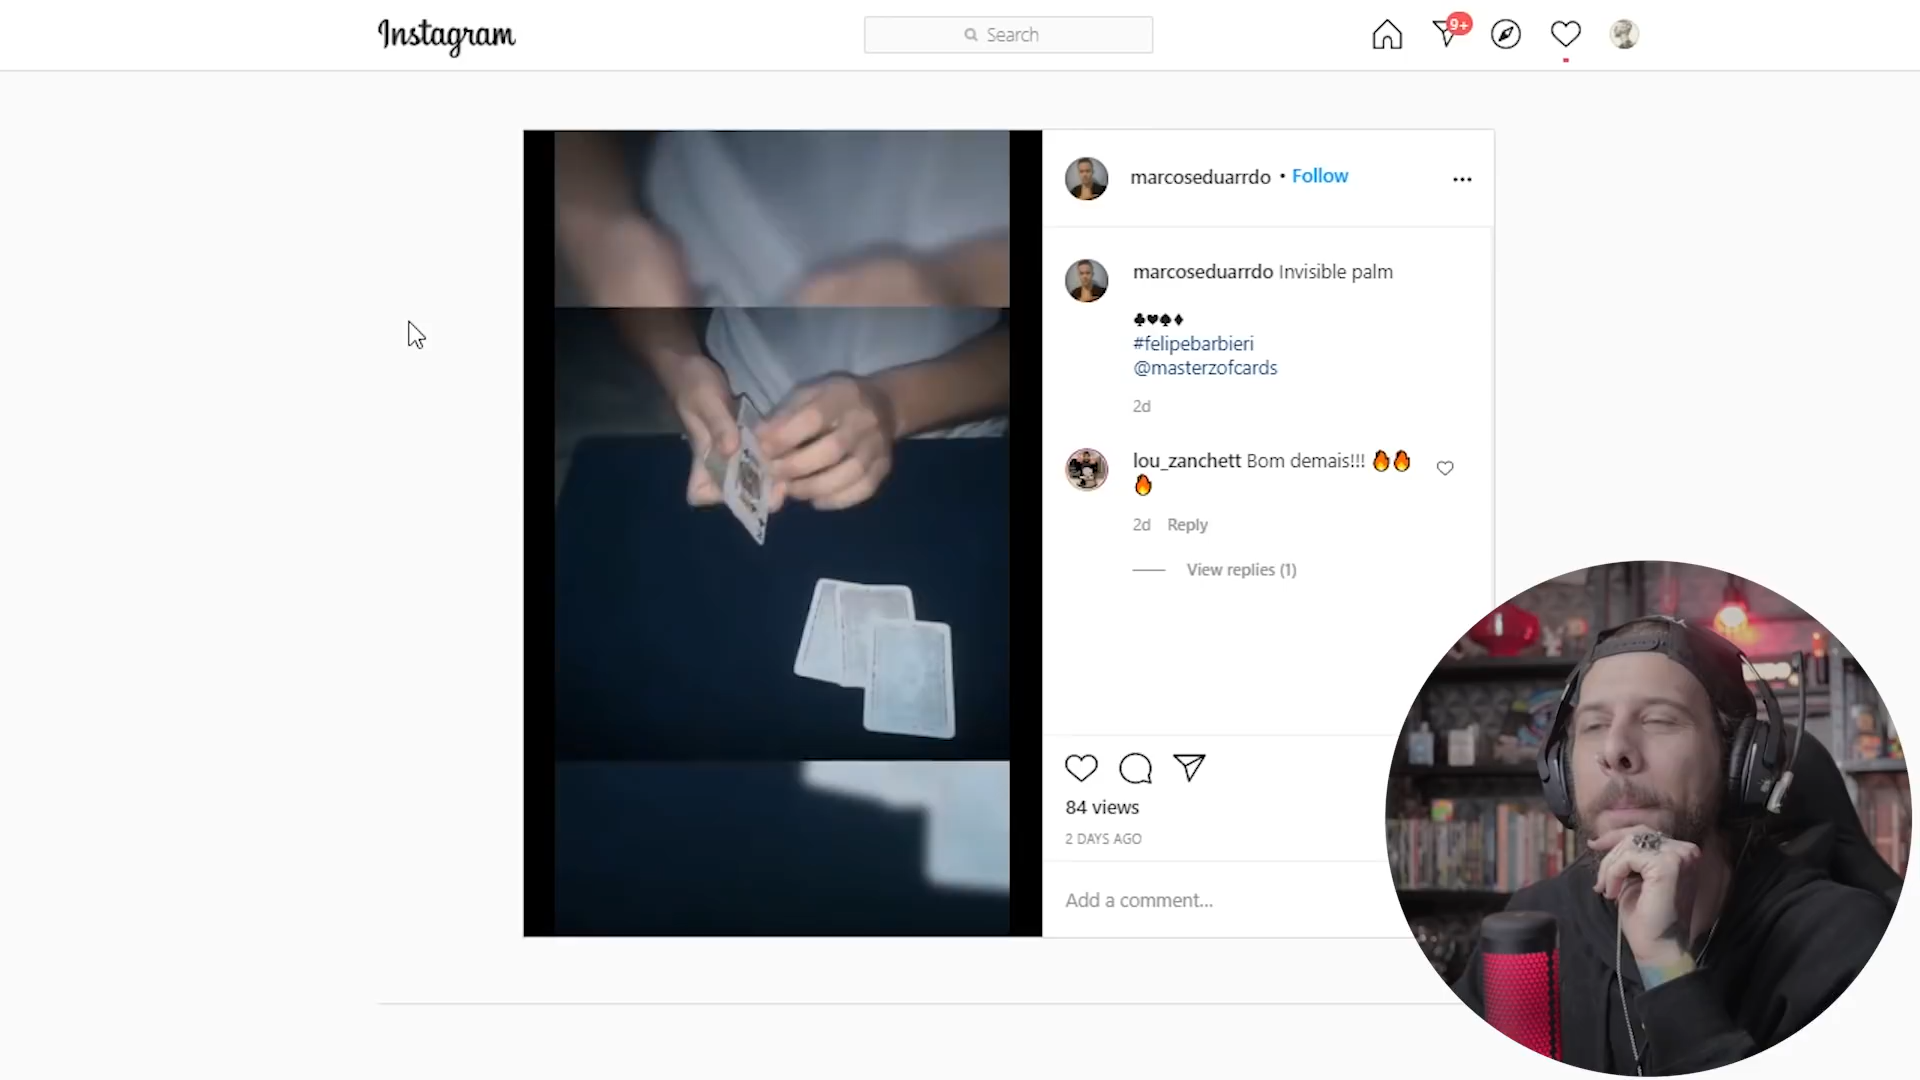 Instagram
Search
9+
marcoseduarrdo • Follow
marcoseduarrdo Invisible palm
♣♥♠♦
#felipebarbieri
@masterzofcards
2d
lou_zanchett Bom demais!!! 🔥🔥
🔥
2d Reply
View replies (1)
84 views
2 DAYS AGO
Add a comment...